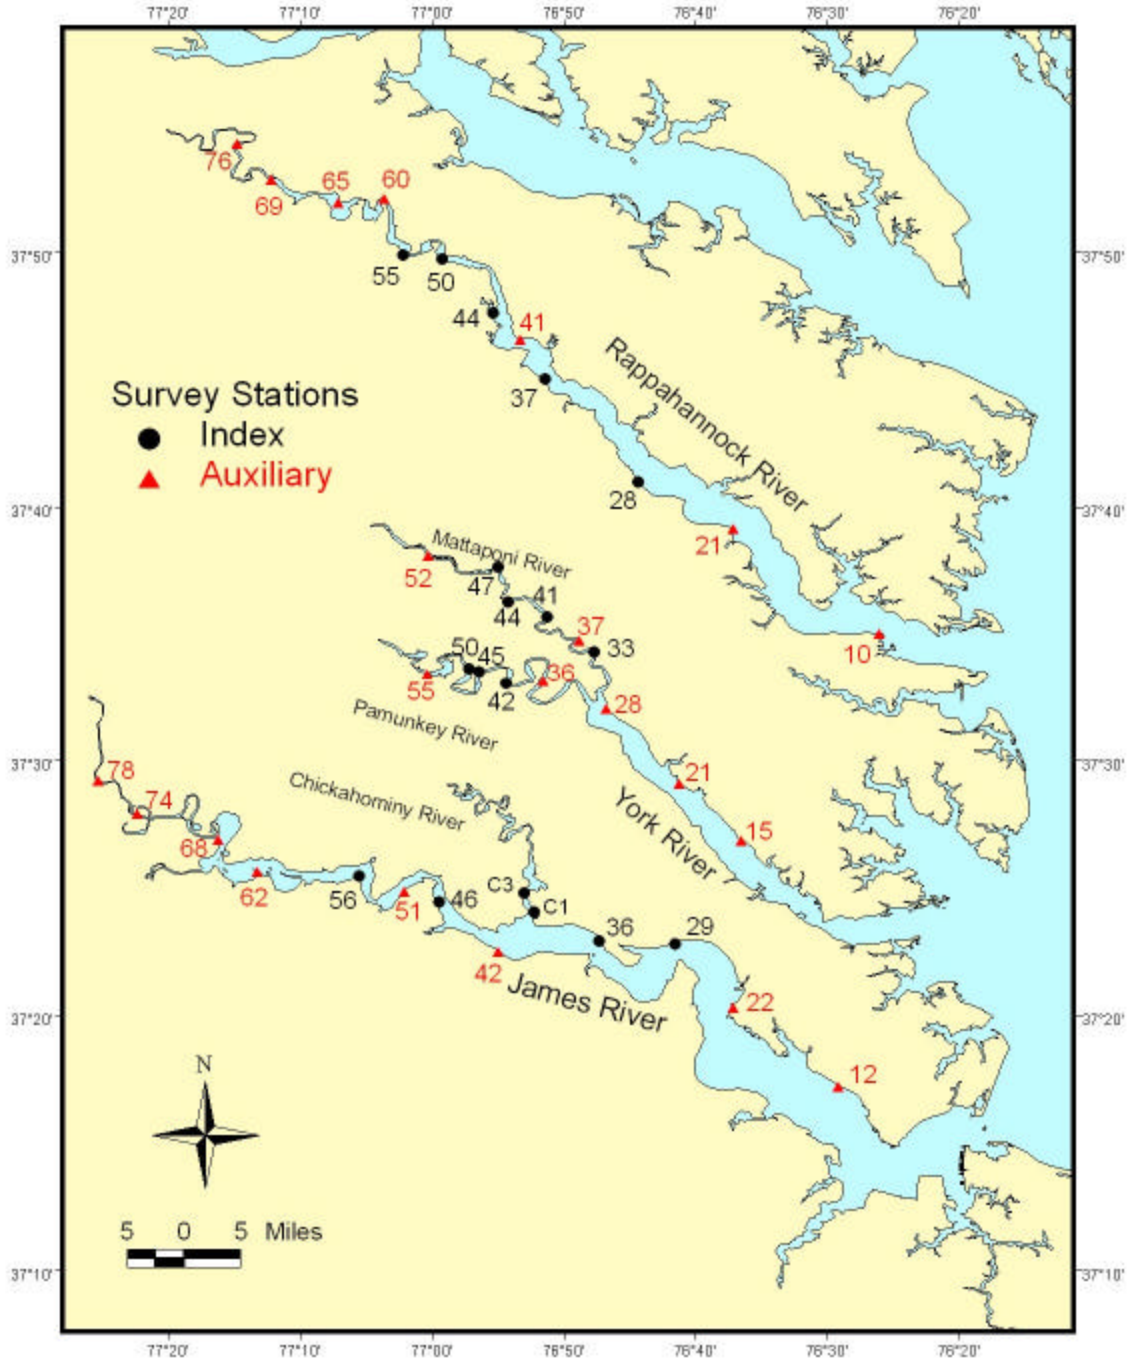 77°20' 77°10' 77°00' 76°50' 76°40' 76°30' 76°20'
76
69
65
60
37°50' 37°50'
55
50
44
41
37
Rappahannock River
Survey Stations
Index
Auxiliary
28
37°40' 37°40'
21
Mattaponi River
52
47
44
41
37
33
10
50
45
55
42
36
28
Pamunkey River
37°30' 37°30'
78
74
Chickahominy River
21
York River
15
68
62
56
51
46
C3
C1
36
29
42
James River
22
37°20' 37°20'
12
N
5 0 5 Miles
37°10' 37°10'
77°20' 77°10' 77°00' 76°50' 76°40' 76°30' 76°20'